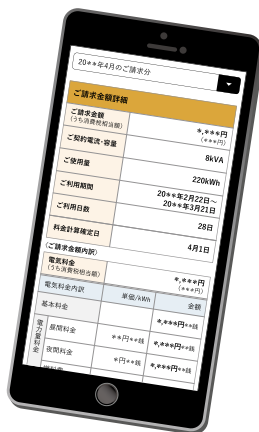 20**年4月のご請求分
ご請求金額詳細
ご請求金額
(うち消費税相当額)
*,***円
(***円)
ご契約電流・容量
8kVA
ご使用量
220kWh
ご利用期間
20**年2月22日〜
20**年3月21日
ご利用日数
28日
料金計算確定日
4月1日
(ご請求金額内訳)
電気料金
(うち消費税相当額)
*,***円
(***円)
電気料金内訳
単価/kWh
金額
基本料金
*,***円**銭
電力量料金
昼間料金
**円**銭
*,***円**銭
夜間料金
*円**銭
*,***円**銭